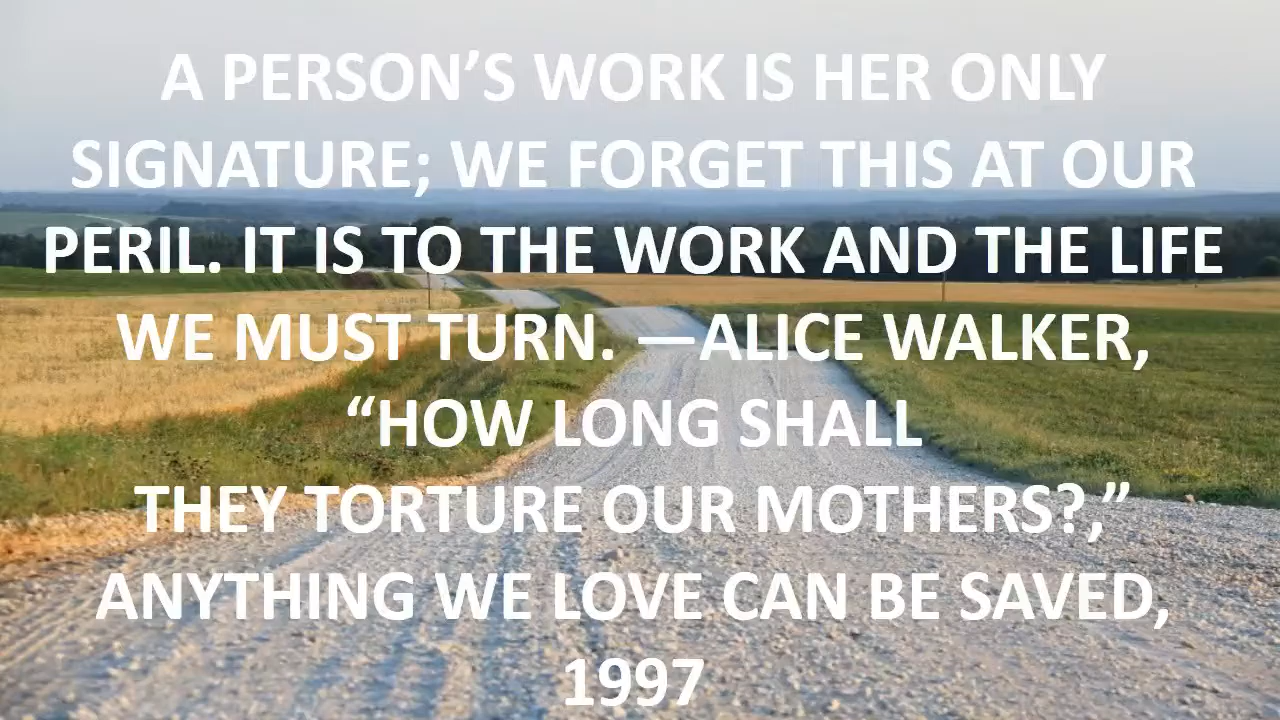 A PERSON’S WORK IS HER ONLY
SIGNATURE; WE FORGET THIS AT OUR
PERIL. IT IS TO THE WORK AND THE LIFE
WE MUST TURN. —ALICE WALKER,
“HOW LONG SHALL
THEY TORTURE OUR MOTHERS?,”
ANYTHING WE LOVE CAN BE SAVED,
1997